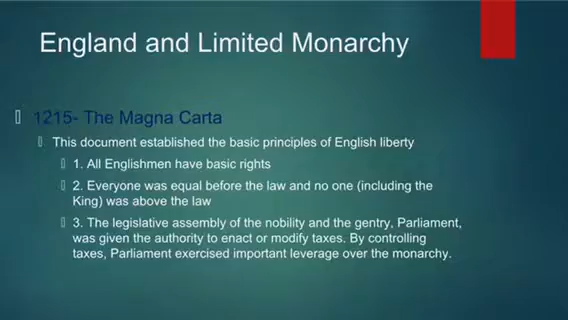 England and Limited Monarchy
1215- The Magna Carta
This document established the basic principles of English liberty
1. All Englishmen have basic rights
2. Everyone was equal before the law and no one (including the
King) was above the law
3. The legislative assembly of the nobility and the gentry, Parliament,
was given the authority to enact or modify taxes. By controlling
taxes, Parliament exercised important leverage over the monarchy.